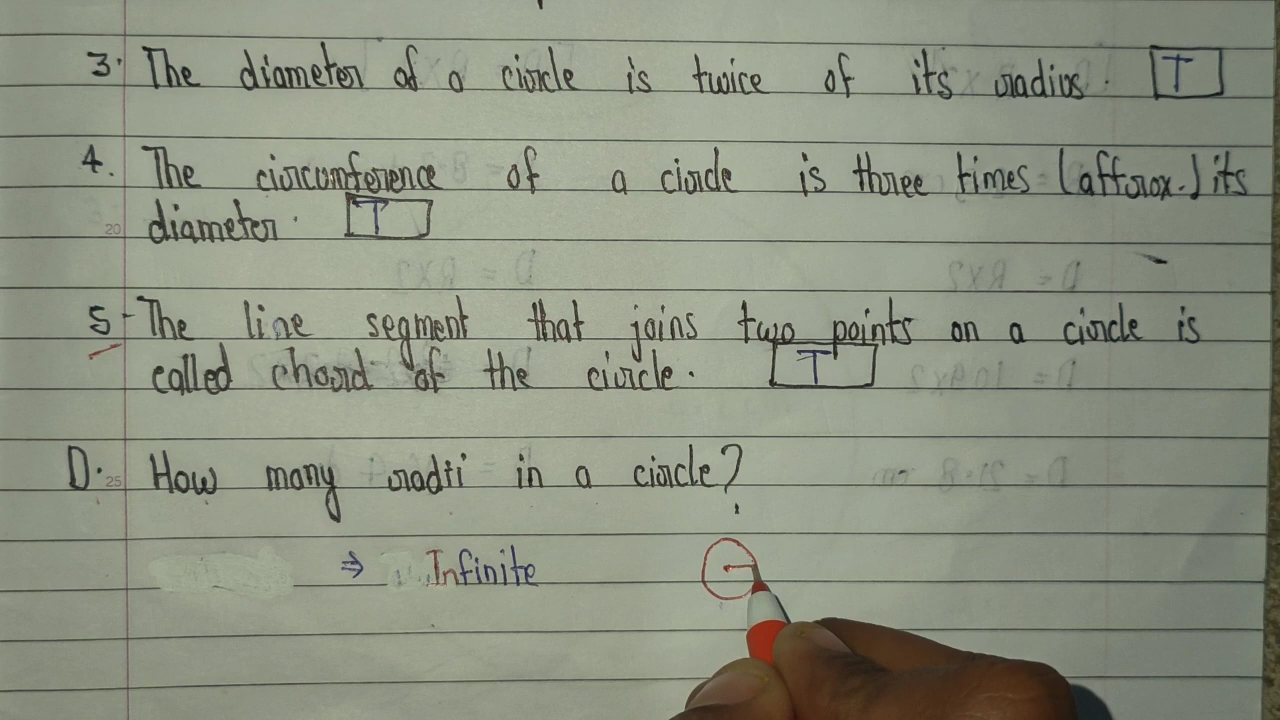 3. The diameter of a circle is twice of its radius. T
4. The circumference of a circle is three times (approx.) its
20 diameter. T
5 - The line segment that joins two points on a circle is
called chord of the circle. T
D. 25 How many radii in a circle?
⇒ Infinite